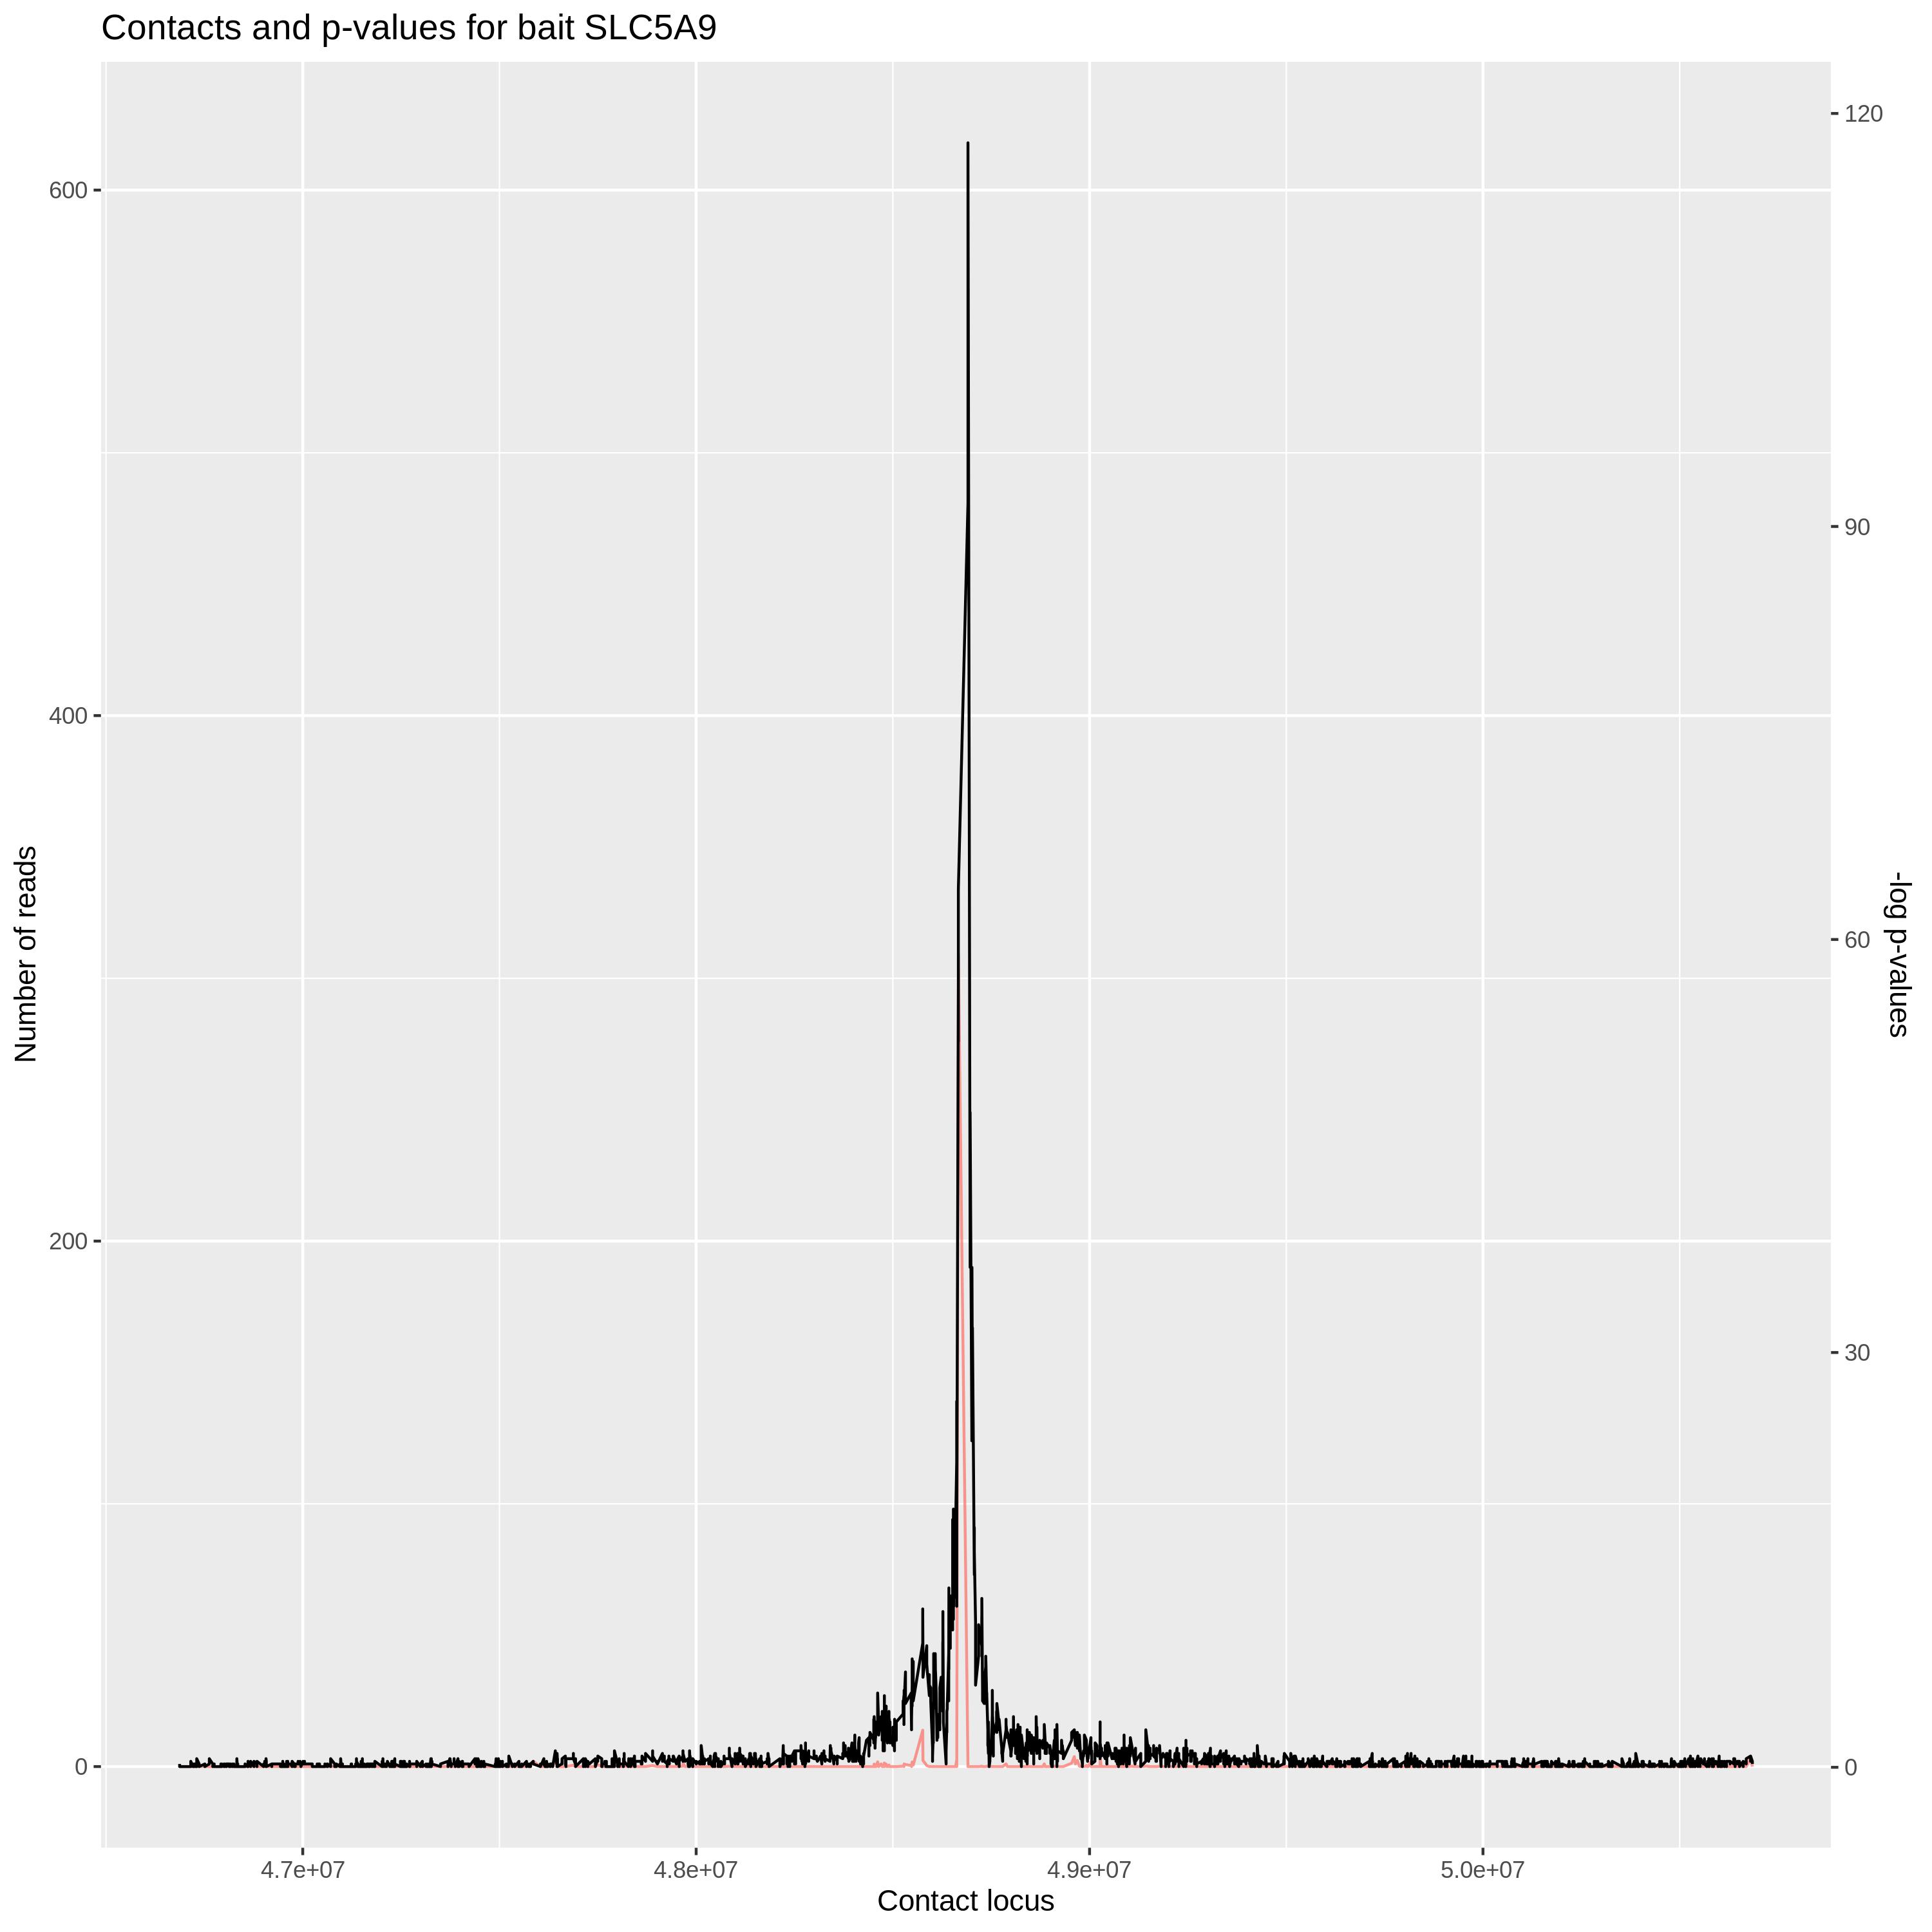 Contacts and p-values for bait SLC5A9
120
600
90
400
60
Number of reads
-log p-values
200
30
0
0
4.7e+07
4.8e+07
4.9e+07
5.0e+07
Contact locus